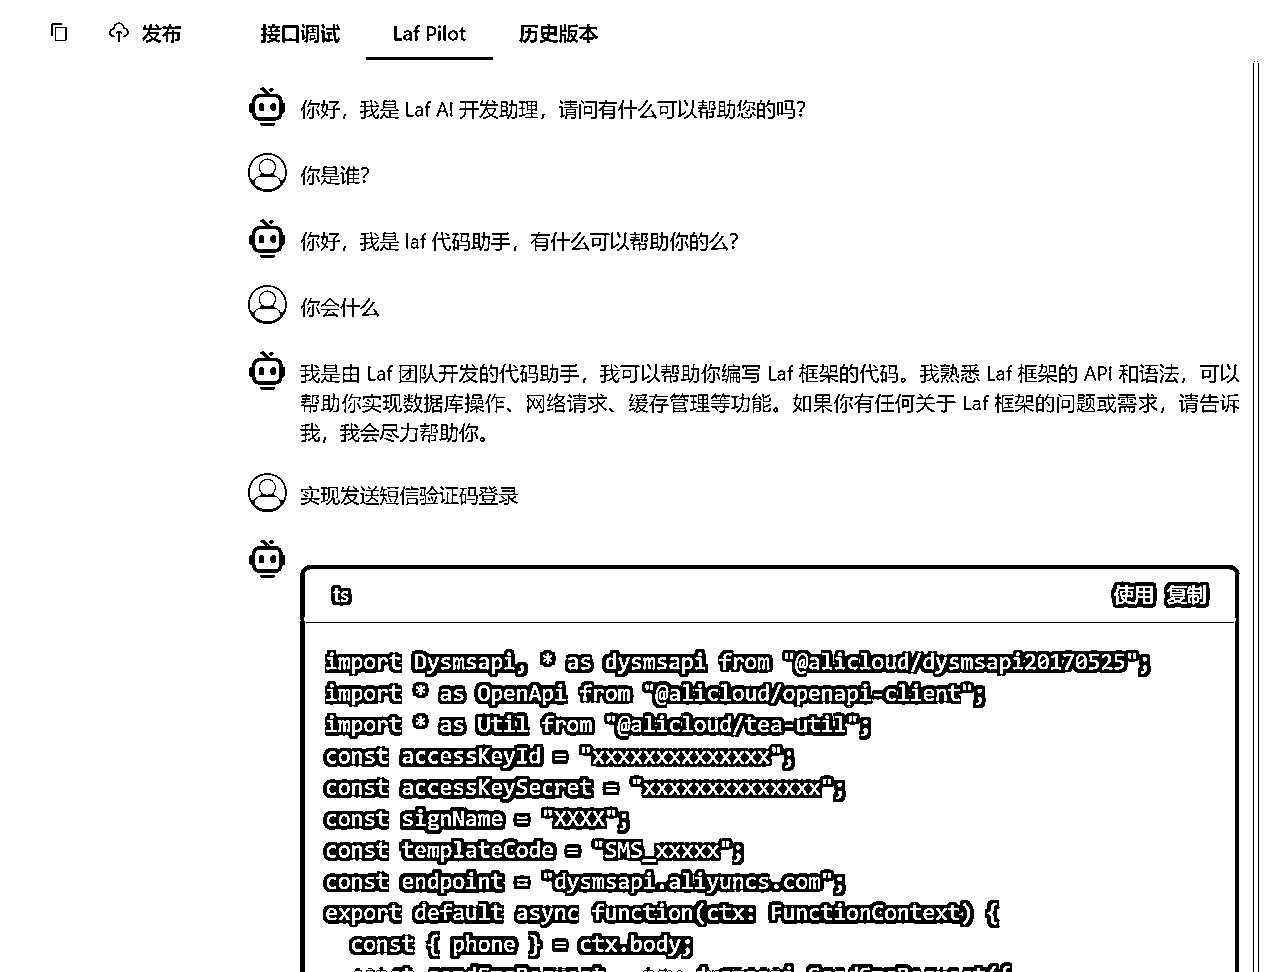 发布 接口调试 Laf Pilot 历史版本
你好，我是 Laf AI 开发助理，请问有什么可以帮助您的吗？
你是谁？
你好，我是 laf 代码助手，有什么可以帮助你的么？
你会什么
我是由 Laf 团队开发的代码助手，我可以帮助你编写 Laf 框架的代码。我熟悉 Laf 框架的 API 和语法，可以
帮助你实现数据库操作、网络请求、缓存管理等功能。如果你有任何关于 Laf 框架的问题或需求，请告诉
我，我会尽力帮助你。
实现发送短信验证码登录
ts 使用 复制
import Dysmsapi, * as dysmsapi from "@alicloud/dysmsapi20170525";
import * as OpenApi from "@alicloud/openapi-client";
import * as Util from "@alicloud/tea-util";
const accessKeyId = "xxxxxxxxxxxxxx";
const accessKeySecret = "xxxxxxxxxxxxxx";
const signName = "XXXX";
const templateCode = "SMS_xxxxx";
const endpoint = "dysmsapi.aliyuncs.com";
export default async function(ctx: FunctionContext) {
const { phone } = ctx.body;